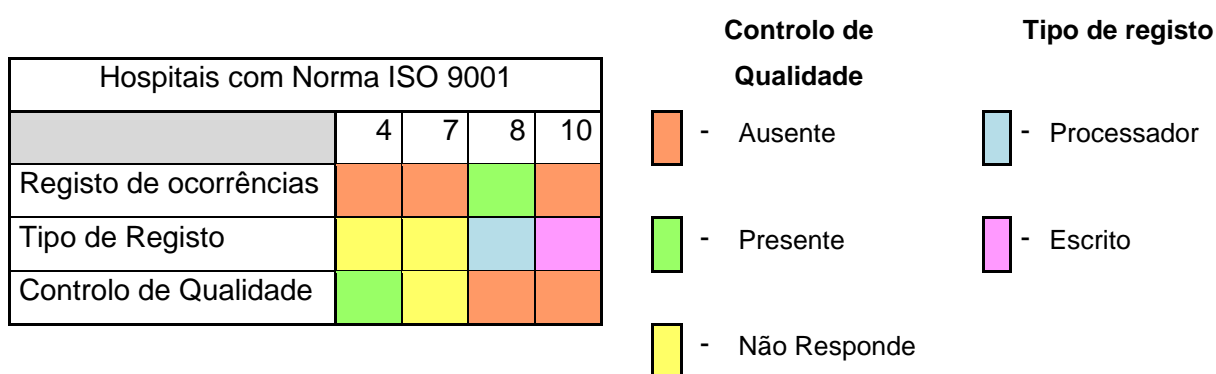 Hospitais com Norma ISO 9001
4 7 8 10
Registo de ocorrências
Tipo de Registo
Controlo de Qualidade
Controlo de
Qualidade
- Ausente
- Presente
- Não Responde
Tipo de registo
- Processador
- Escrito